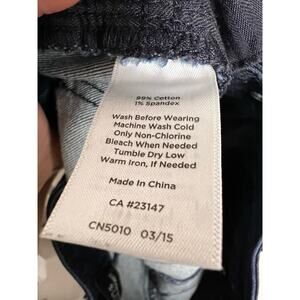 99% Cotton
1% Spandex
Wash Before Wearing
Machine Wash Cold
Only Non-Chlorine
Bleach When Needed
Tumble Dry Low
Warm Iron, If Needed
Made In China
CA #23147
CN5010 03/15